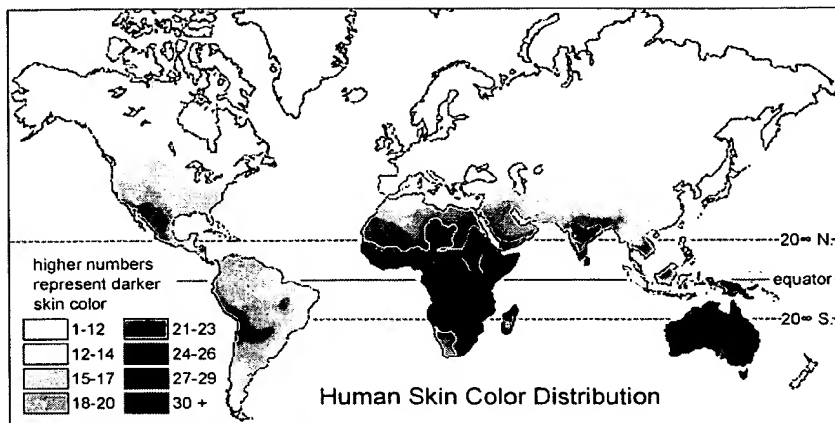 20∞ N.
higher numbers
represent darker
skin color
equator
1-12
21-23
12-14
24-26
20∞ S.
15-17
27-29
18-20
30 +
Human Skin Color Distribution